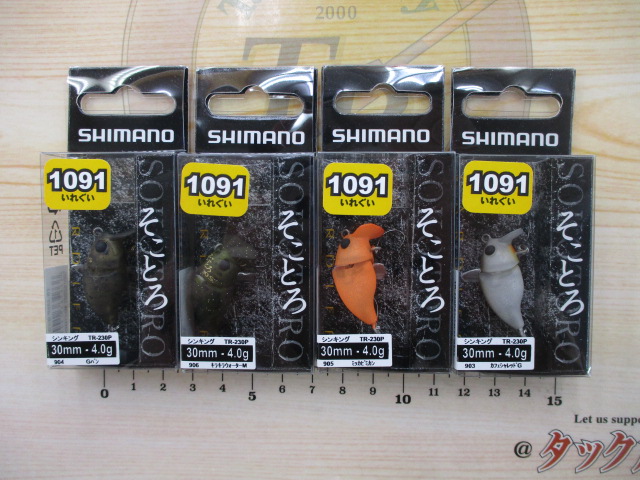 2000
SHIMANO
SHIMANO
SHIMANO
SHIMANO
1091
いれぐい
1091
いれぐい
1091
いれぐい
1091
いれぐい
そことろ
そことろ
そことろ
そことろ
PET
シンキング TR-230P
30mm - 4.0g
904 Gパン
シンキング TR-230P
30mm - 4.0g
906
シンキング TR-230P
30mm - 4.0g
905
シンキング TR-230P
30mm - 4.0g
903
0 1 2 3 4 5 6 7 8 9 10 11 12 13 14 15
Let us suppo
@ タック